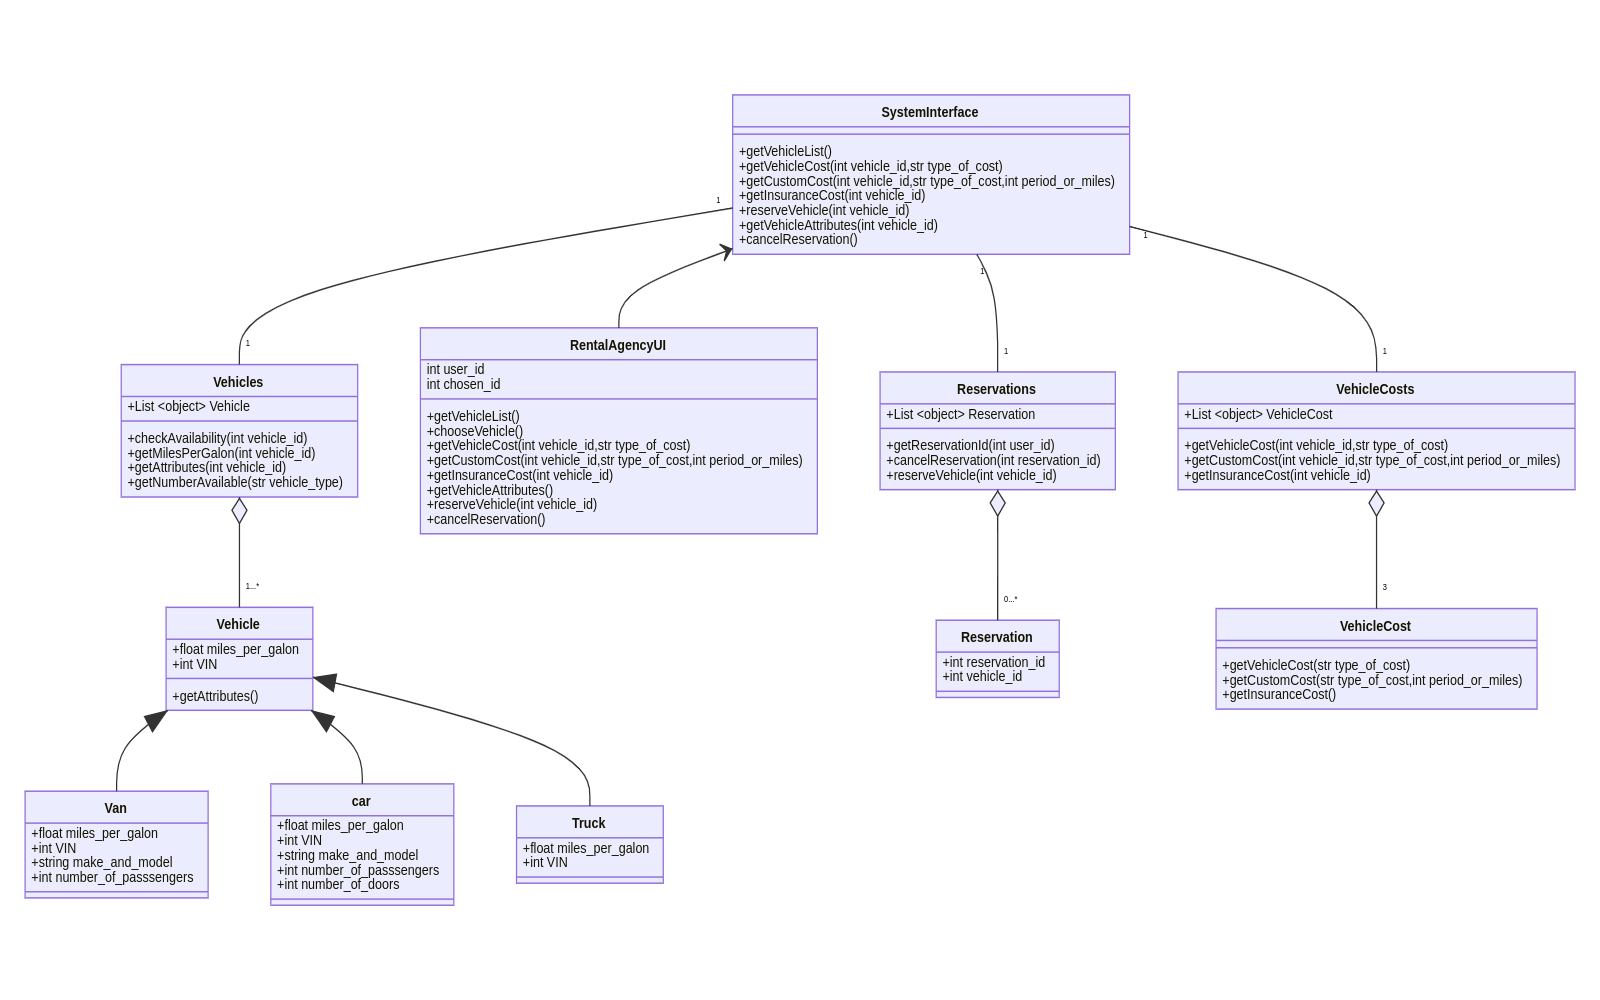 SystemInterface
+getVehicleList()
+getVehicleCost(int vehicle_id,str type_of_cost)
+getCustomCost(int vehicle_id,str type_of_cost,int period_or_miles)
+getInsuranceCost(int vehicle_id)
+reserveVehicle(int vehicle_id)
+getVehicleAttributes(int vehicle_id)
+cancelReservation()
1
1
1
1
1
1
Vehicles
+List <object> Vehicle
+checkAvailability(int vehicle_id)
+getMilesPerGalon(int vehicle_id)
+getAttributes(int vehicle_id)
+getNumberAvailable(str vehicle_type)
RentalAgencyUI
int user_id
int chosen_id
+getVehicleList()
+chooseVehicle()
+getVehicleCost(int vehicle_id,str type_of_cost)
+getCustomCost(int vehicle_id,str type_of_cost,int period_or_miles)
+getInsuranceCost(int vehicle_id)
+getVehicleAttributes()
+reserveVehicle(int vehicle_id)
+cancelReservation()
Reservations
+List <object> Reservation
+getReservationId(int user_id)
+cancelReservation(int reservation_id)
+reserveVehicle(int vehicle_id)
VehicleCosts
+List <object> VehicleCost
+getVehicleCost(int vehicle_id,str type_of_cost)
+getCustomCost(int vehicle_id,str type_of_cost,int period_or_miles)
+getInsuranceCost(int vehicle_id)
1...*
0...*
3
Vehicle
+float miles_per_galon
+int VIN
+getAttributes()
Reservation
+int reservation_id
+int vehicle_id
VehicleCost
+getVehicleCost(str type_of_cost)
+getCustomCost(str type_of_cost,int period_or_miles)
+getInsuranceCost()
Van
+float miles_per_galon
+int VIN
+string make_and_model
+int number_of_passsengers
car
+float miles_per_galon
+int VIN
+string make_and_model
+int number_of_passsengers
+int number_of_doors
Truck
+float miles_per_galon
+int VIN